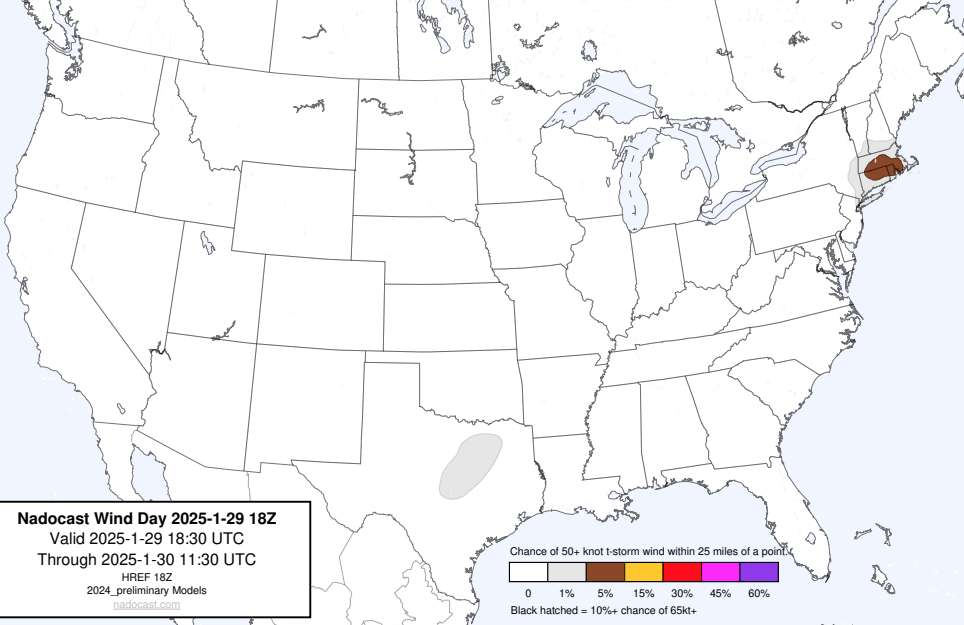 Nadocast Wind Day 2025-1-29 18Z
Valid 2025-1-29 18:30 UTC
Through 2025-1-30 11:30 UTC
HREF 18Z
2024_preliminary Models
nadocast.com
Chance of 50+ knot t-storm wind within 25 miles of a point.
0 1% 5% 15% 30% 45% 60%
Black hatched = 10%+ chance of 65kt+